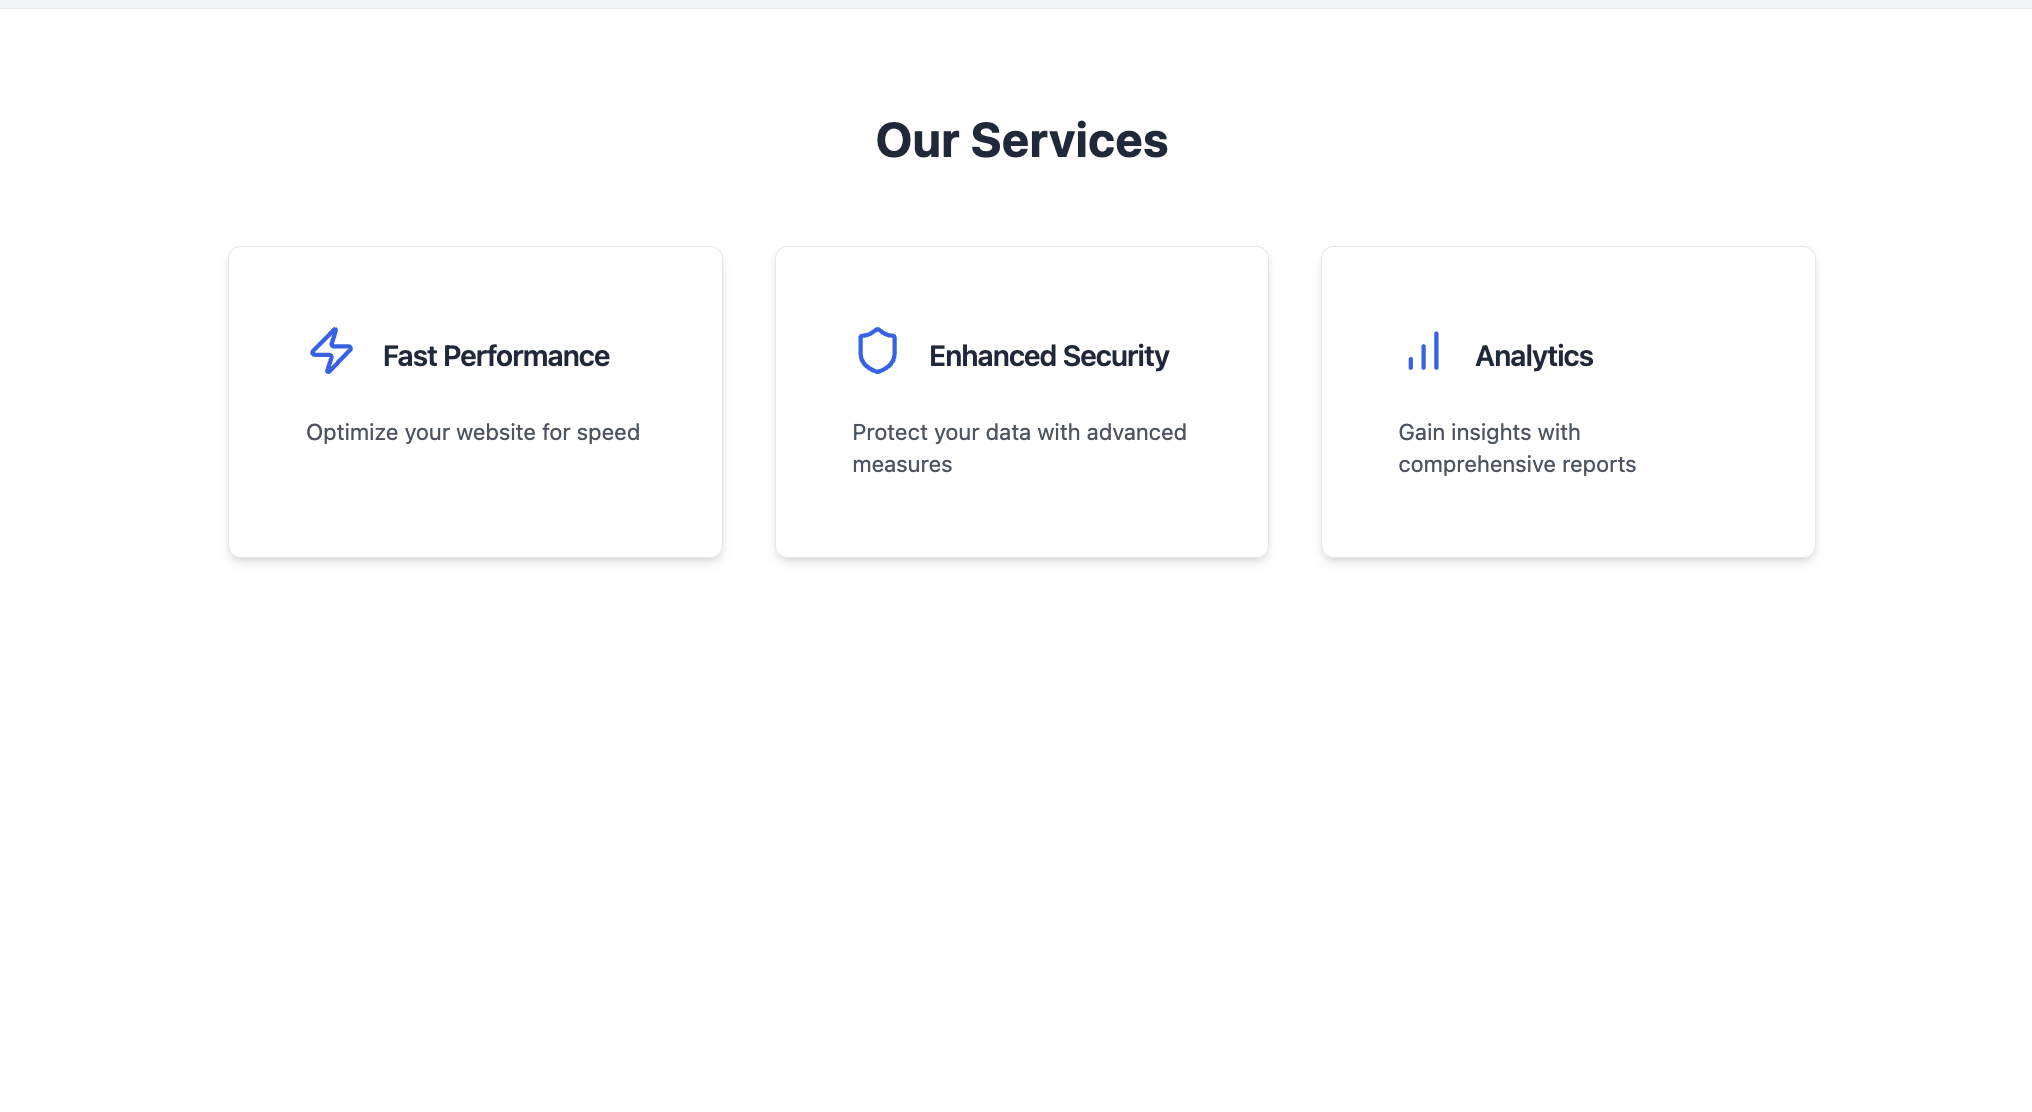 Our Services
Fast Performance
Optimize your website for speed
Enhanced Security
Protect your data with advanced
measures
Analytics
Gain insights with
comprehensive reports